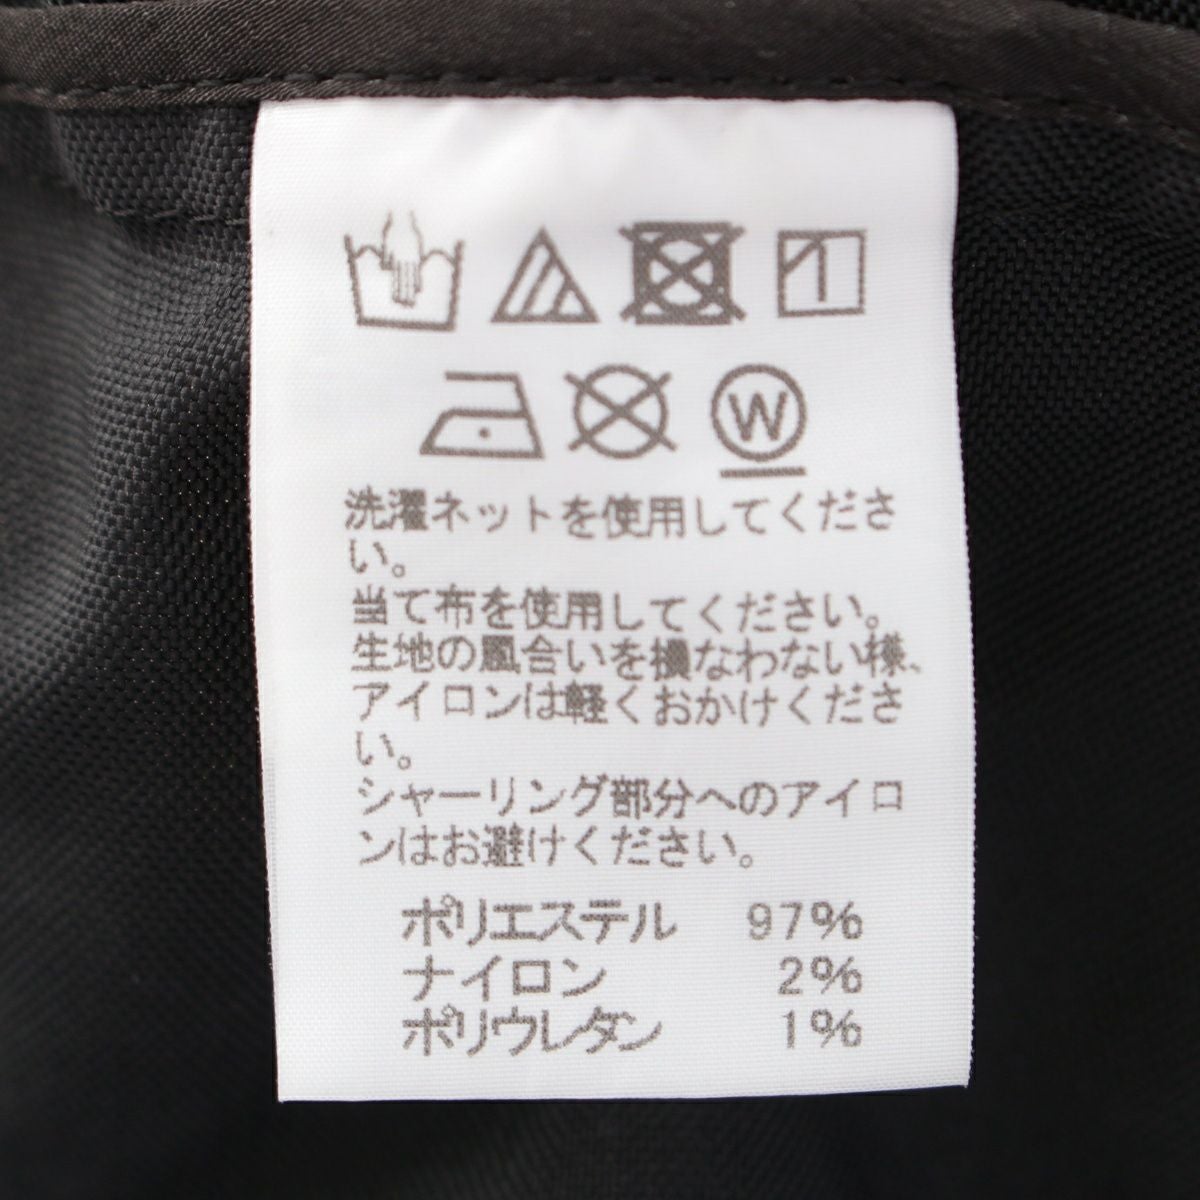 W
洗濯ネットを使用してくださ
い。
当て布を使用してください。
生地の風合いを損なわない様、
アイロンは軽くおかけくださ
い。
シャーリング部分へのアイロ
ンはお避けください。
ポリエステル 97%
ナイロン 2%
ポリウレタン 1%